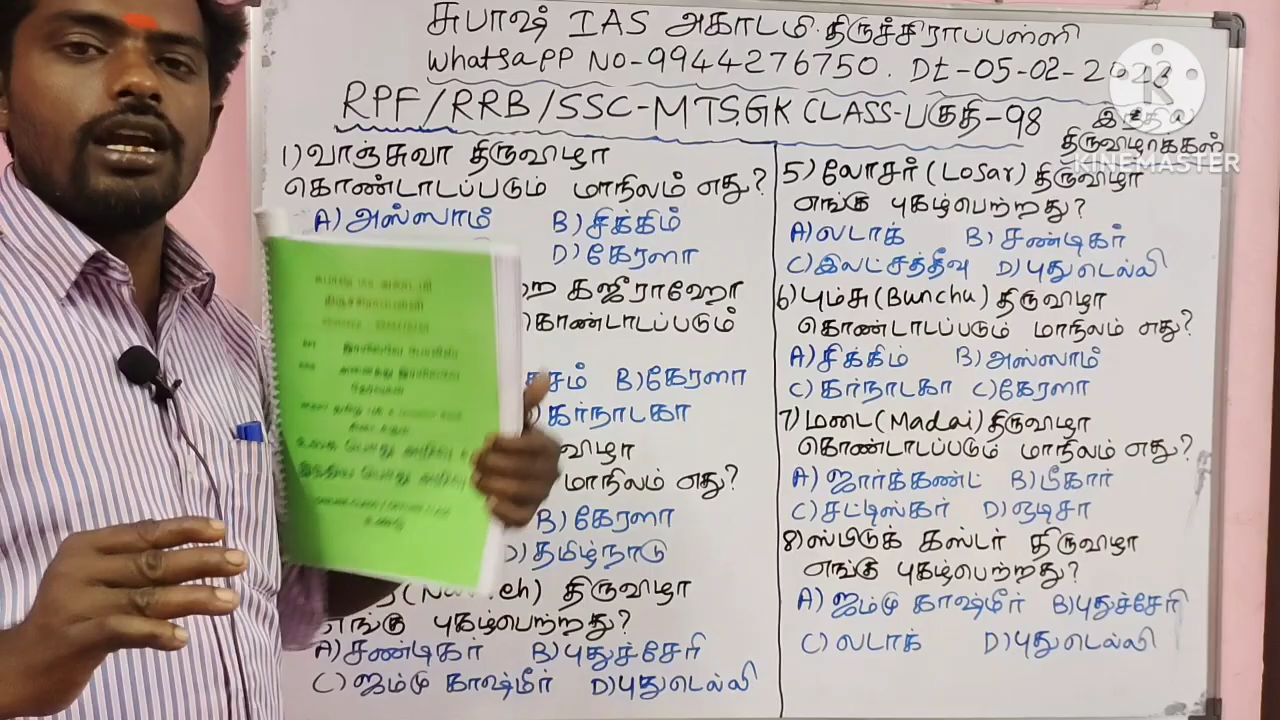 சுபாஷ் IAS அகாடமி திருச்சிராப்பள்ளி
WhatsaPP NO-9944276750. Dt-05-02-2023
RPF/RRB/SSC-MTS,GK CLASS-பகுதி-98
திருவிழாக்கள்
KINEMASTER
1) வாஞ்சுவா திருவிழா
கொண்டாடப்படும் மாநிலம் எது?
A) அஸ்ஸாம் B) சிக்கிம்
D) கேரளா
கஜீராஹோ
கொண்டாடப்படும்
B) கேரளா
கர்நாடகா
மாநிலம் எது?
B) கேரளா
தமிழ்நாடு
திருவிழா
எங்கு புகழ்பெற்றது?
A) சண்டிகர் B) புதுச்சேரி
C) ஜம்மு காஷ்மீர் D) புதுடெல்லி
5) லோசர் (Losar) திருவிழா
எங்கு புகழ்பெற்றது?
A) லடாக் B) சண்டிகர்
C) இலட்சத்தீவு D) புதுடெல்லி
6) பும்சு (Bunchu) திருவிழா
கொண்டாடப்படும் மாநிலம் எது?
A) சிக்கிம் B) அஸ்ஸாம்
C) கர்நாடகா C) கேரளா
7) மடை (Madai) திருவிழா
கொண்டாடப்படும் மாநிலம் எது?
A) ஜார்க்கண்ட் B) பீகார்
C) சட்டிஸ்கர் D) ஒடிசா
8) ஸ்பிடுக் கஸ்டர் திருவிழா
எங்கு புகழ்பெற்றது?
A) ஜம்மு காஷ்மீர் B) புதுச்சேரி
C) லடாக் D) புதுடெல்லி